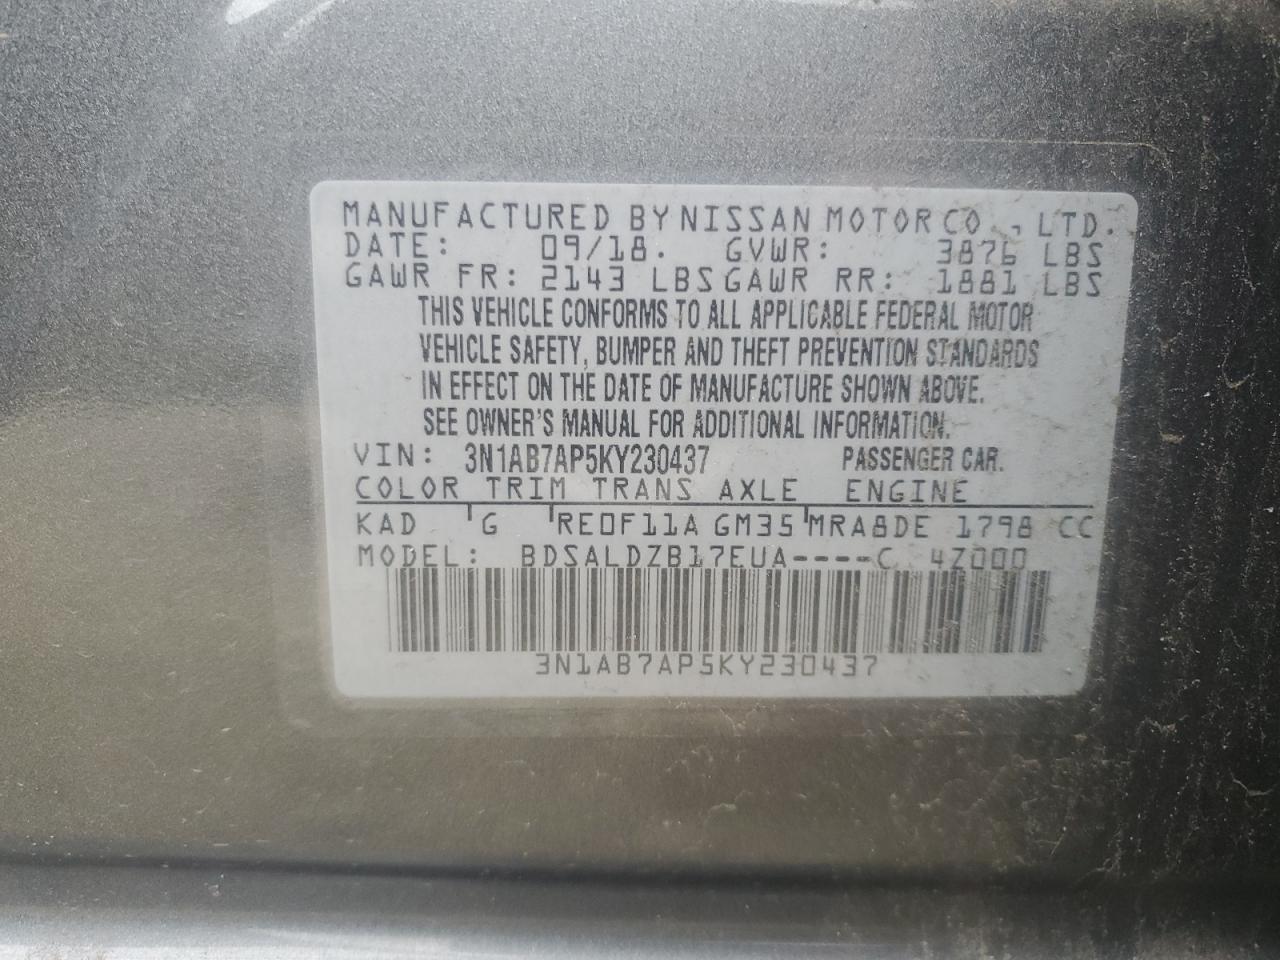 MANUFACTURED BY NISSAN MOTOR CO., LTD.
DATE: 09/18. GVWR: 3876 LBS
GAWR FR: 2143 LBS GAWR RR: 1881 LBS
THIS VEHICLE CONFORMS TO ALL APPLICABLE FEDERAL MOTOR
VEHICLE SAFETY, BUMPER AND THEFT PREVENTION STANDARDS
IN EFFECT ON THE DATE OF MANUFACTURE SHOWN ABOVE.
SEE OWNER'S MANUAL FOR ADDITIONAL INFORMATION.
VIN: 3N1AB7AP5KY230437 PASSENGER CAR.
COLOR TRIM TRANS AXLE ENGINE
KAD G RE0F11A GM35 MRA8DE 1798 CC
MODEL: BDSALDZB17EUA----C 4Z000
3N1AB7AP5KY230437